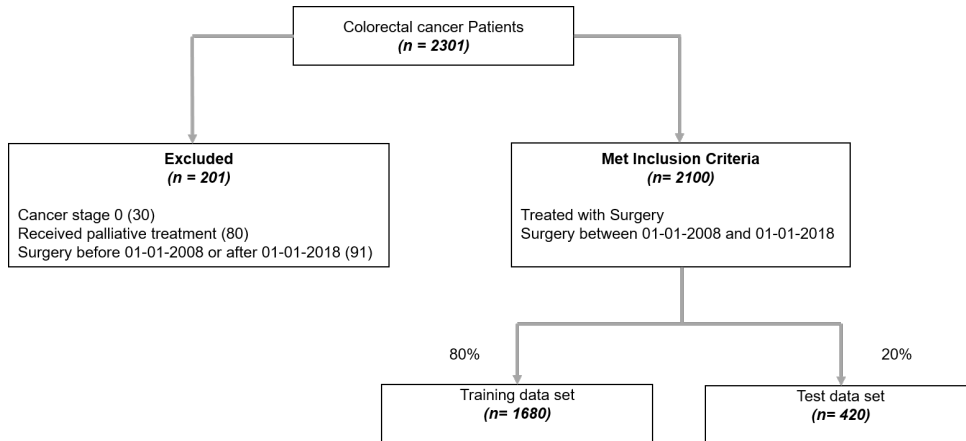 Colorectal cancer Patients
(n = 2301)
Excluded
(n = 201)
Cancer stage 0 (30)
Received palliative treatment (80)
Surgery before 01-01-2008 or after 01-01-2018 (91)
Met Inclusion Criteria
(n= 2100)
Treated with Surgery
Surgery between 01-01-2008 and 01-01-2018
80%
20%
Training data set
(n= 1680)
Test data set
(n= 420)